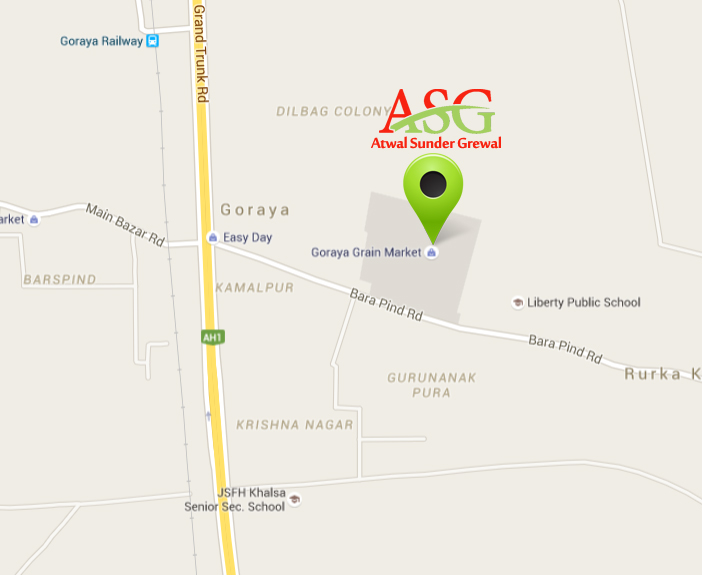 Grand Trunk Rd
Goraya Railway
DILBAG COLONY
ASG
Atwal Sunder Grewal
Main Bazar Rd
Goraya
arket
Easy Day
Goraya Grain Market
BARSPIND
KAMALPUR
Bara Pind Rd
Liberty Public School
AH1
Bara Pind Rd
Rurka K
GURUNANAK
PURA
KRISHNA NAGAR
JSFH Khalsa
Senior Sec. School